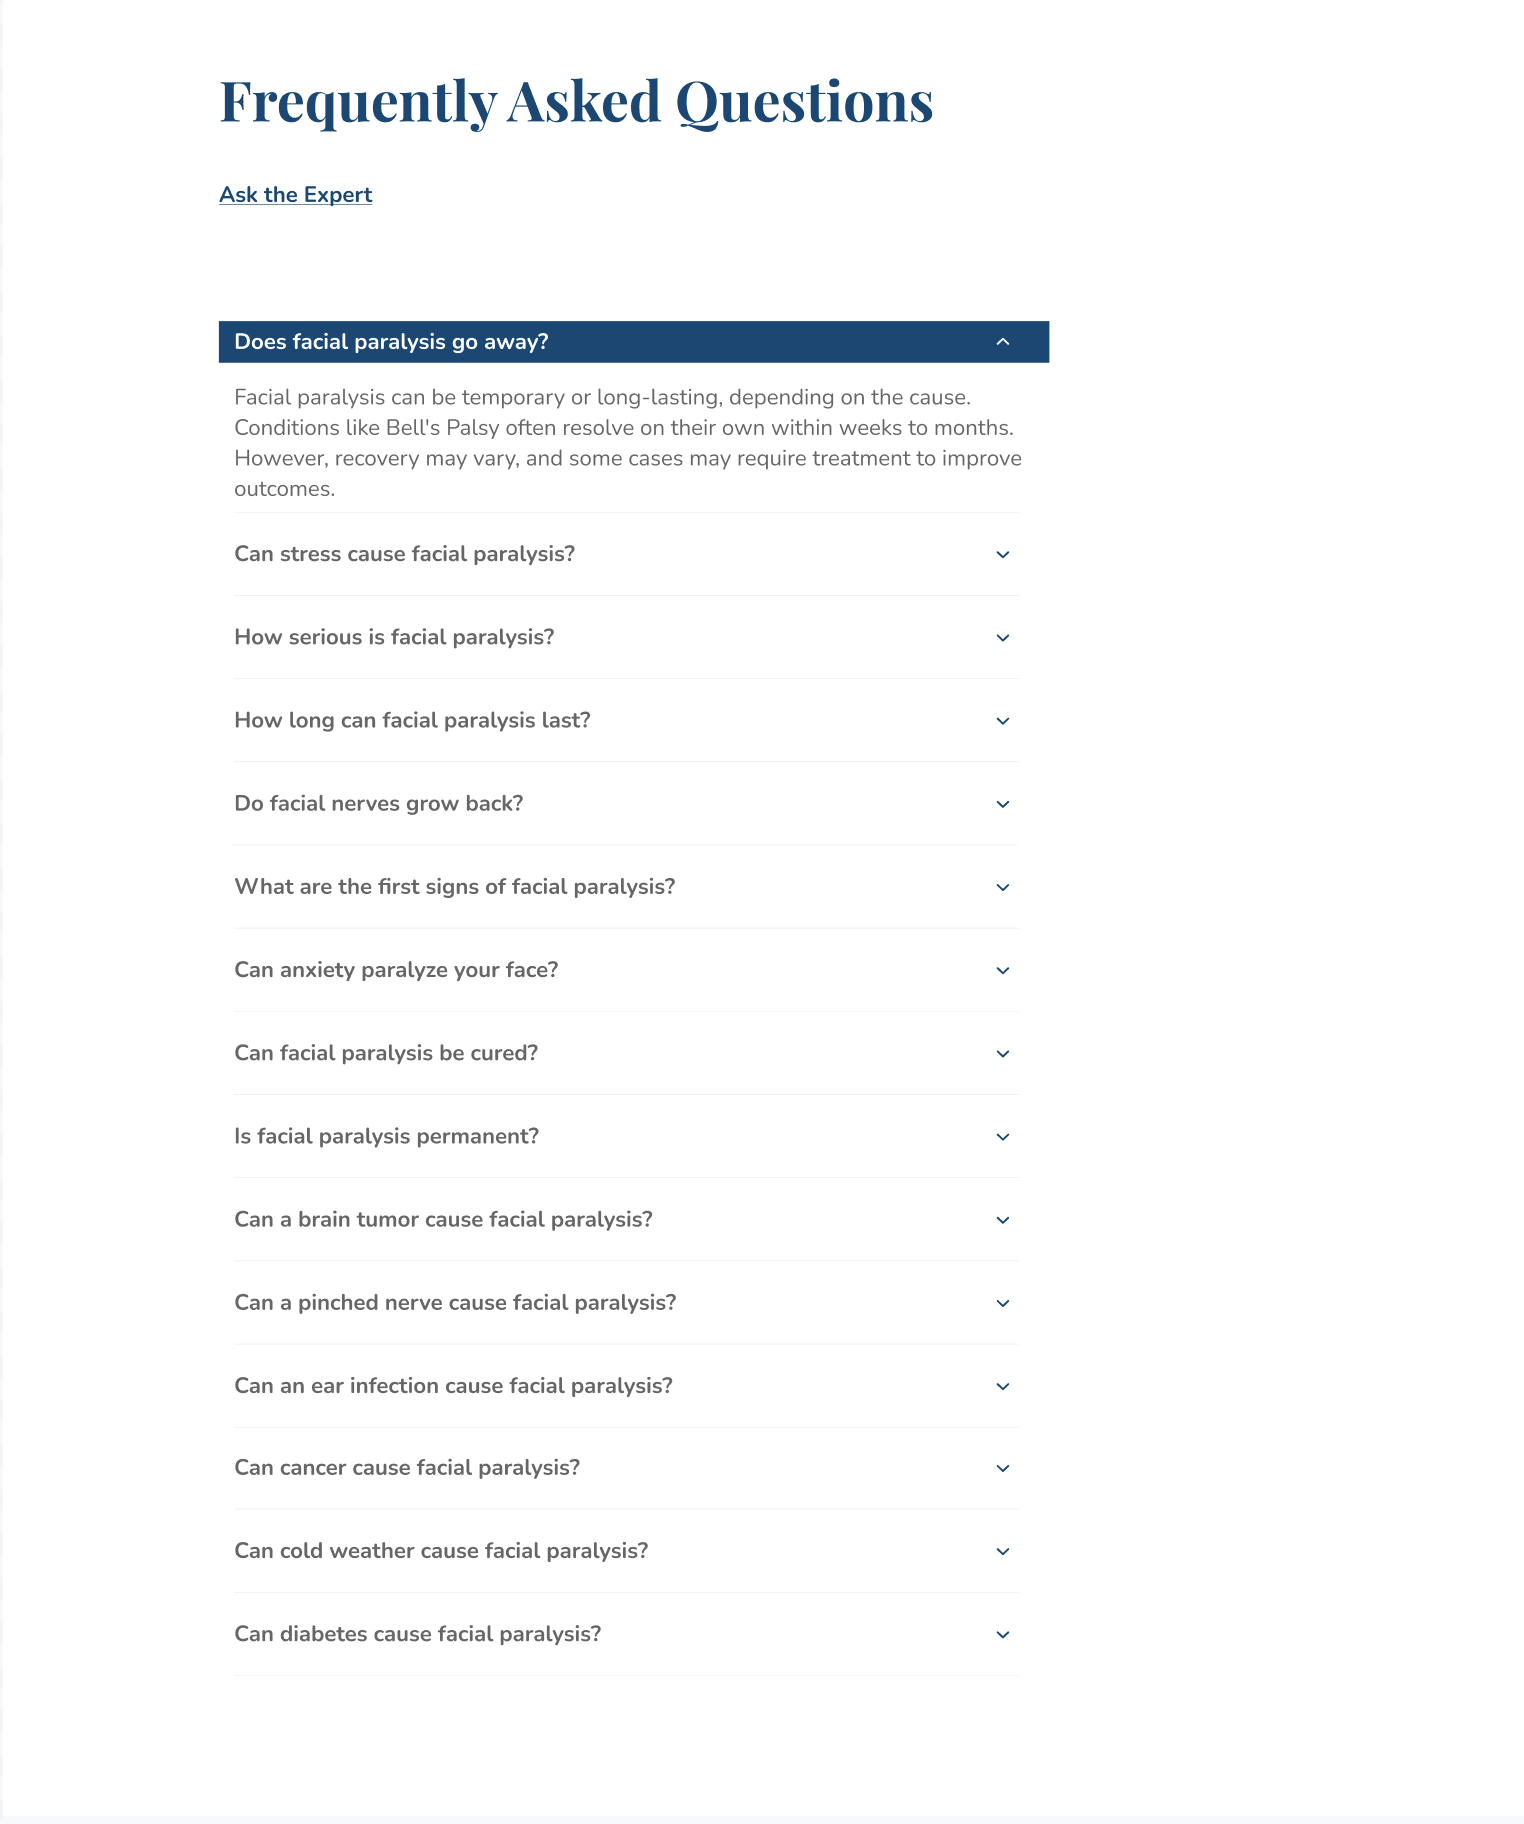 Frequently Asked Questions
Ask the Expert
Does facial paralysis go away?
Facial paralysis can be temporary or long-lasting, depending on the cause.
Conditions like Bell's Palsy often resolve on their own within weeks to months.
However, recovery may vary, and some cases may require treatment to improve
outcomes.
Can stress cause facial paralysis?
How serious is facial paralysis?
How long can facial paralysis last?
Do facial nerves grow back?
What are the first signs of facial paralysis?
Can anxiety paralyze your face?
Can facial paralysis be cured?
Is facial paralysis permanent?
Can a brain tumor cause facial paralysis?
Can a pinched nerve cause facial paralysis?
Can an ear infection cause facial paralysis?
Can cancer cause facial paralysis?
Can cold weather cause facial paralysis?
Can diabetes cause facial paralysis?